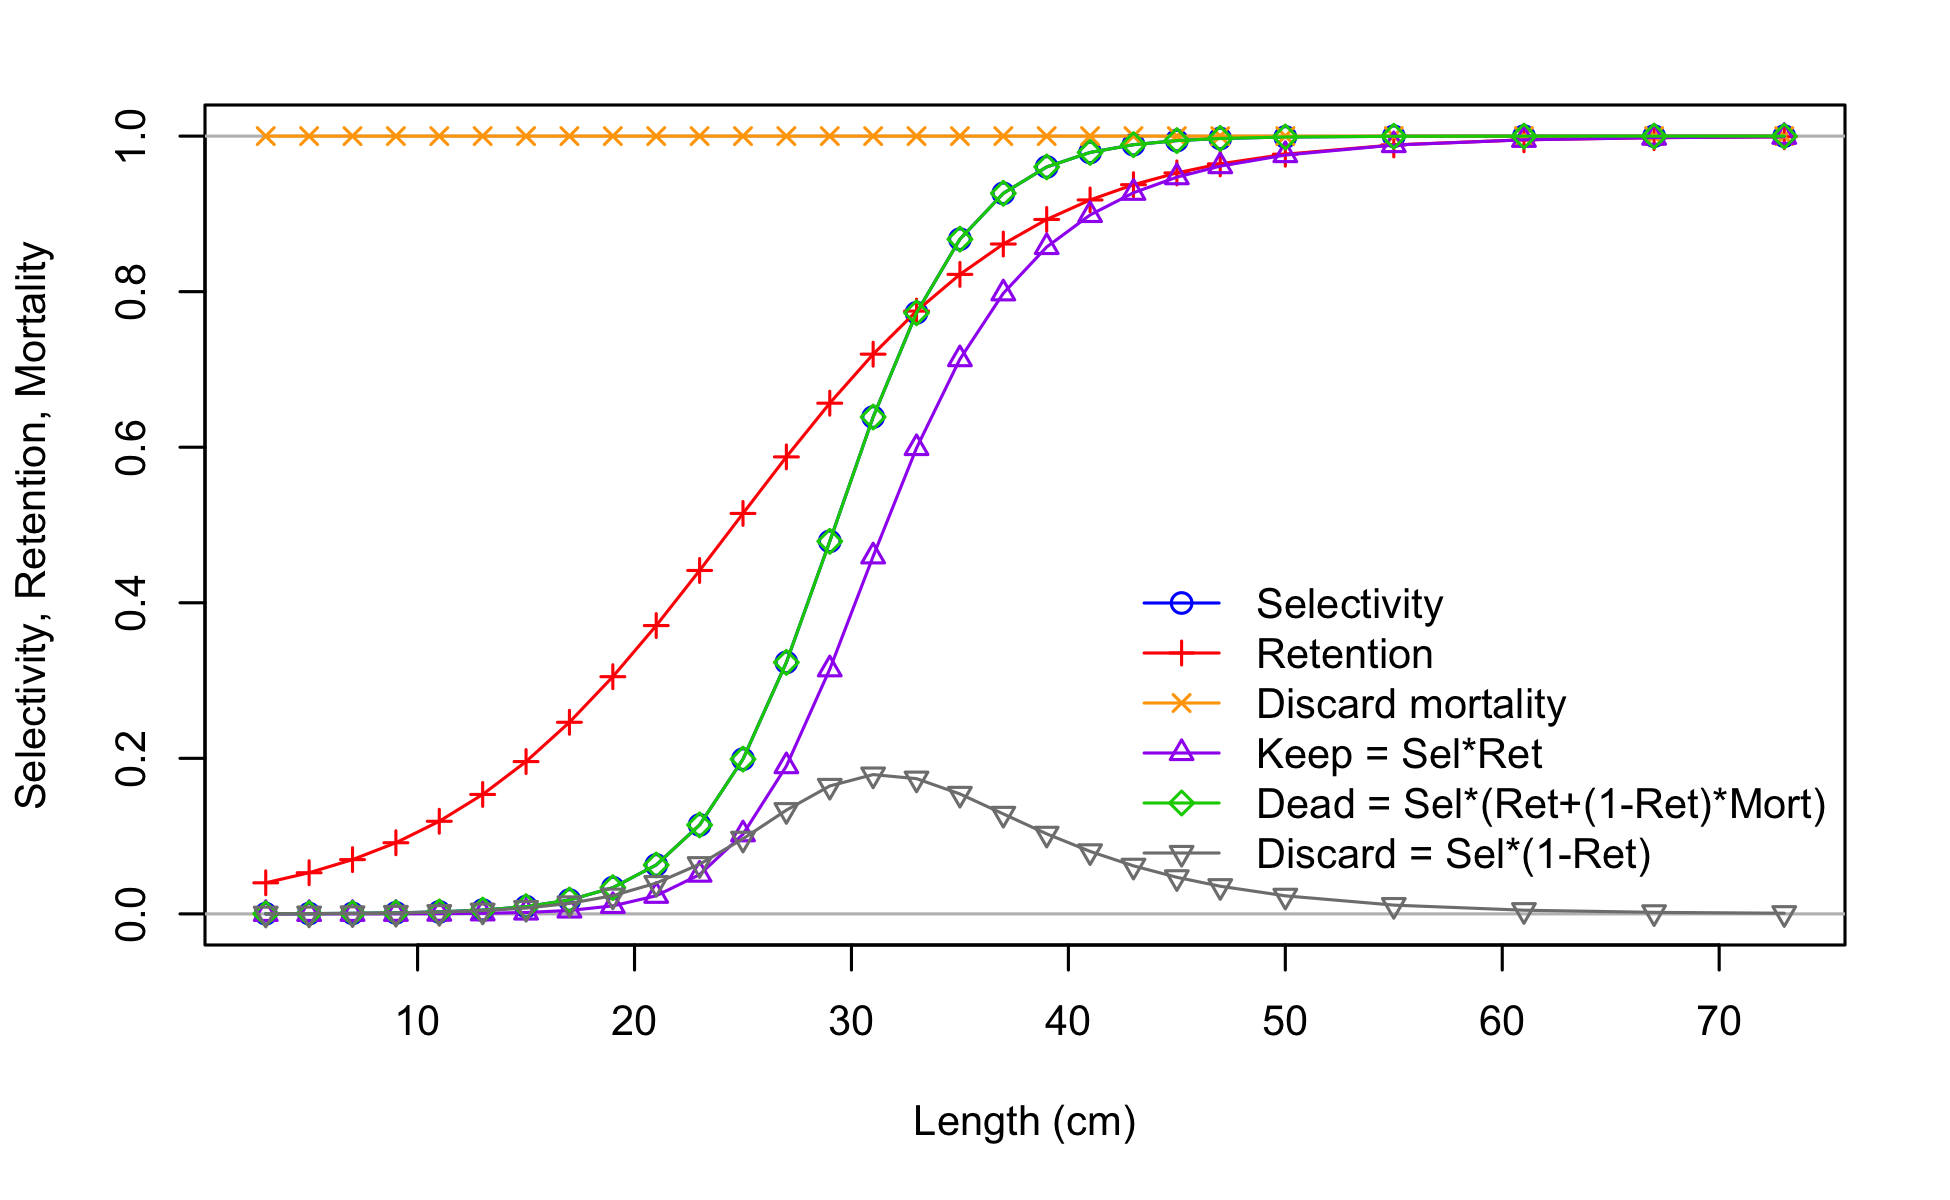 Selectivity, Retention, Mortality
1.0
0.8
0.6
0.4
0.2
0.0
Selectivity
Retention
Discard mortality
Keep = Sel*Ret
Dead = Sel*(Ret+(1-Ret)*Mort)
Discard = Sel*(1-Ret)
10 20 30 40 50 60 70
Length (cm)